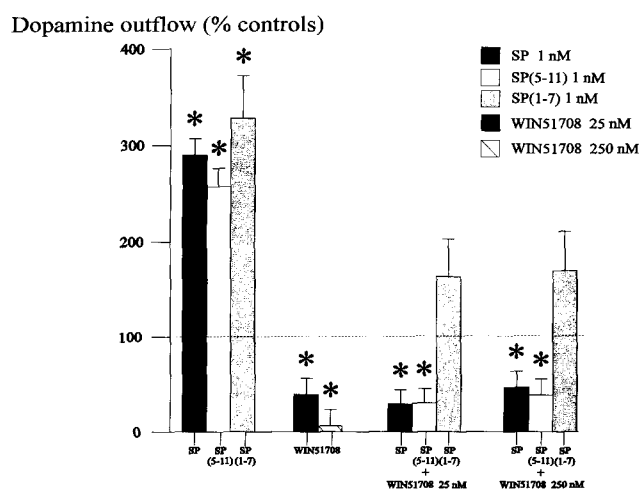 Dopamine outflow (% controls)
400
300
200
100
0
SP 1 nM
SP(5-11) 1 nM
SP(1-7) 1 nM
WIN51708 25 nM
WIN51708 250 nM
* * *
* *
* *
* *
SP SP SP
(5-11)(1-7)
WIN51708
SP SP SP
(5-11)(1-7)
+
WIN51708 25 nM
SP SP SP
(5-11)(1-7)
+
WIN51708 250 nM